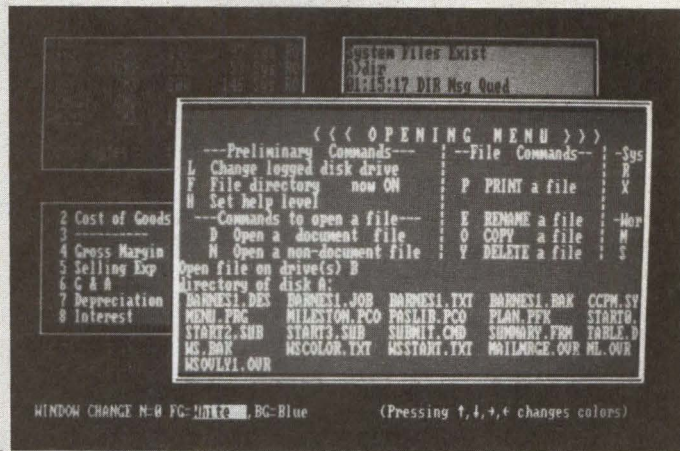 System Files Exist
A>dir
01:15:17 DIR Msg Qued
< < < O P E N I N G   M E N U > > >
---Preliminary Commands---
--File Commands--
-Sys
L Change logged disk drive
R
F File directory now ON
P PRINT a file
X
H Set help level
---Commands to open a file---
E RENAME a file
-Wor
D Open a document file
O COPY a file
M
N Open a non-document file
Y DELETE a file
S
Open file on drive(s) B
directory of disk A:
BARNES1.DES BARNES1.JOB BARNES1.TXT BARNES1.BAK CCPM.SY
MENU.PRG MILESTOM.PCO PASLIB.PCO PLAN.PFK START0.
START2.SUB START3.SUB SUBMIT.CMD SUMMARY.FRM TABLE.D
WS.BAK WSCOLOR.TXT WSSTART.TXT MAILMRGE.OVR ML.OVR
WSOVLY1.OVR
2 Cost of Goods
3 ----------
4 Gross Margin
5 Selling Exp
6 G & A
7 Depreciation
8 Interest
WINDOW CHANGE N=0 FG=White ,BG=Blue (Pressing ↑,↓,→,← changes colors)